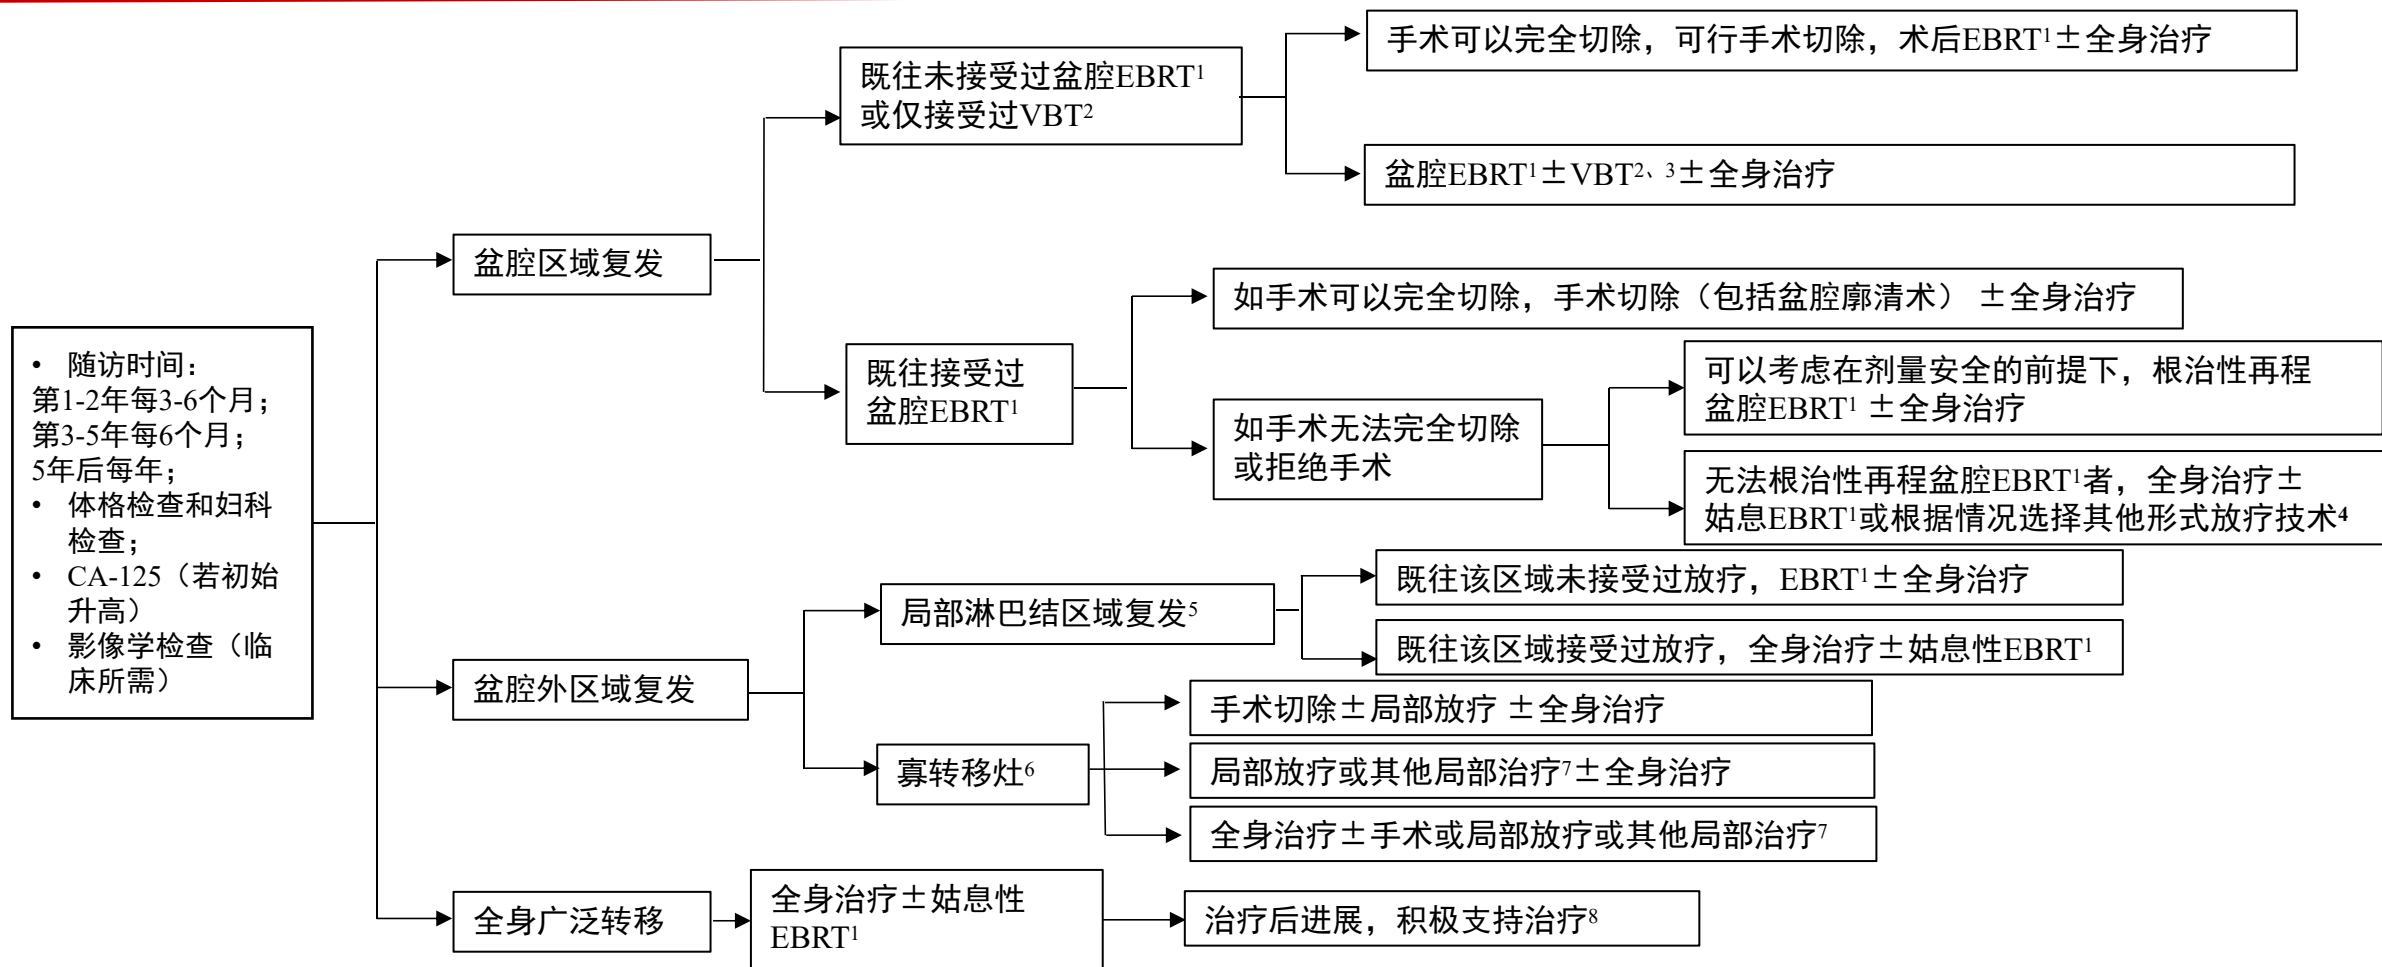 • 随访时间：
第1-2年每3-6个月；
第3-5年每6个月；
5年后每年；
• 体格检查和妇科
检查；
• CA-125（若初始
升高）
• 影像学检查（临
床所需）
盆腔区域复发
既往未接受过盆腔EBRT¹
或仅接受过VBT²
手术可以完全切除，可行手术切除，术后EBRT¹±全身治疗
盆腔EBRT¹±VBT²、³±全身治疗
既往接受过
盆腔EBRT¹
如手术可以完全切除，手术切除（包括盆腔廓清术） ±全身治疗
如手术无法完全切除
或拒绝手术
可以考虑在剂量安全的前提下，根治性再程
盆腔EBRT¹ ±全身治疗
无法根治性再程盆腔EBRT¹者，全身治疗±
姑息EBRT¹或根据情况选择其他形式放疗技术⁴
盆腔外区域复发
局部淋巴结区域复发⁵
既往该区域未接受过放疗，EBRT¹±全身治疗
既往该区域接受过放疗，全身治疗±姑息性EBRT¹
寡转移灶⁶
手术切除±局部放疗 ±全身治疗
局部放疗或其他局部治疗⁷±全身治疗
全身治疗±手术或局部放疗或其他局部治疗⁷
全身广泛转移
全身治疗±姑息性
EBRT¹
治疗后进展，积极支持治疗⁸